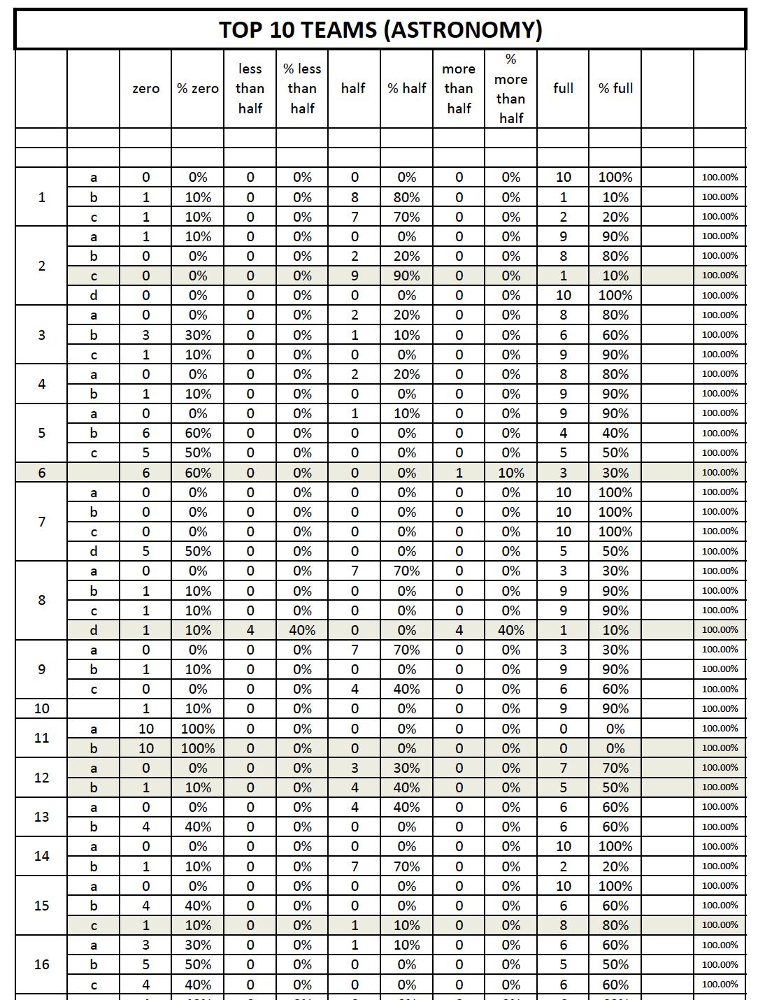 TOP 10 TEAMS (ASTRONOMY)
zero % zero less than half % less than half half % half more than half % more than half full % full
1 a 0 0% 0 0% 0 0% 0 0% 10 100% 100.00%
b 1 10% 0 0% 8 80% 0 0% 1 10% 100.00%
c 1 10% 0 0% 7 70% 0 0% 2 20% 100.00%
2 a 1 10% 0 0% 0 0% 0 0% 9 90% 100.00%
b 0 0% 0 0% 2 20% 0 0% 8 80% 100.00%
c 0 0% 0 0% 9 90% 0 0% 1 10% 100.00%
d 0 0% 0 0% 0 0% 0 0% 10 100% 100.00%
3 a 0 0% 0 0% 2 20% 0 0% 8 80% 100.00%
b 3 30% 0 0% 1 10% 0 0% 6 60% 100.00%
c 1 10% 0 0% 0 0% 0 0% 9 90% 100.00%
4 a 0 0% 0 0% 2 20% 0 0% 8 80% 100.00%
b 1 10% 0 0% 0 0% 0 0% 9 90% 100.00%
5 a 0 0% 0 0% 1 10% 0 0% 9 90% 100.00%
b 6 60% 0 0% 0 0% 0 0% 4 40% 100.00%
c 5 50% 0 0% 0 0% 0 0% 5 50% 100.00%
6 6 60% 0 0% 0 0% 1 10% 3 30% 100.00%
7 a 0 0% 0 0% 0 0% 0 0% 10 100% 100.00%
b 0 0% 0 0% 0 0% 0 0% 10 100% 100.00%
c 0 0% 0 0% 0 0% 0 0% 10 100% 100.00%
d 5 50% 0 0% 0 0% 0 0% 5 50% 100.00%
8 a 0 0% 0 0% 7 70% 0 0% 3 30% 100.00%
b 1 10% 0 0% 0 0% 0 0% 9 90% 100.00%
c 1 10% 0 0% 0 0% 0 0% 9 90% 100.00%
d 1 10% 4 40% 0 0% 4 40% 1 10% 100.00%
9 a 0 0% 0 0% 7 70% 0 0% 3 30% 100.00%
b 1 10% 0 0% 0 0% 0 0% 9 90% 100.00%
c 0 0% 0 0% 4 40% 0 0% 6 60% 100.00%
10 1 10% 0 0% 0 0% 0 0% 9 90% 100.00%
11 a 10 100% 0 0% 0 0% 0 0% 0 0% 100.00%
b 10 100% 0 0% 0 0% 0 0% 0 0% 100.00%
12 a 0 0% 0 0% 3 30% 0 0% 7 70% 100.00%
b 1 10% 0 0% 4 40% 0 0% 5 50% 100.00%
13 a 0 0% 0 0% 4 40% 0 0% 6 60% 100.00%
b 4 40% 0 0% 0 0% 0 0% 6 60% 100.00%
14 a 0 0% 0 0% 0 0% 0 0% 10 100% 100.00%
b 1 10% 0 0% 7 70% 0 0% 2 20% 100.00%
15 a 0 0% 0 0% 0 0% 0 0% 10 100% 100.00%
b 4 40% 0 0% 0 0% 0 0% 6 60% 100.00%
c 1 10% 0 0% 1 10% 0 0% 8 80% 100.00%
16 a 3 30% 0 0% 1 10% 0 0% 6 60% 100.00%
b 5 50% 0 0% 0 0% 0 0% 5 50% 100.00%
c 4 40% 0 0% 0 0% 0 0% 6 60% 100.00%